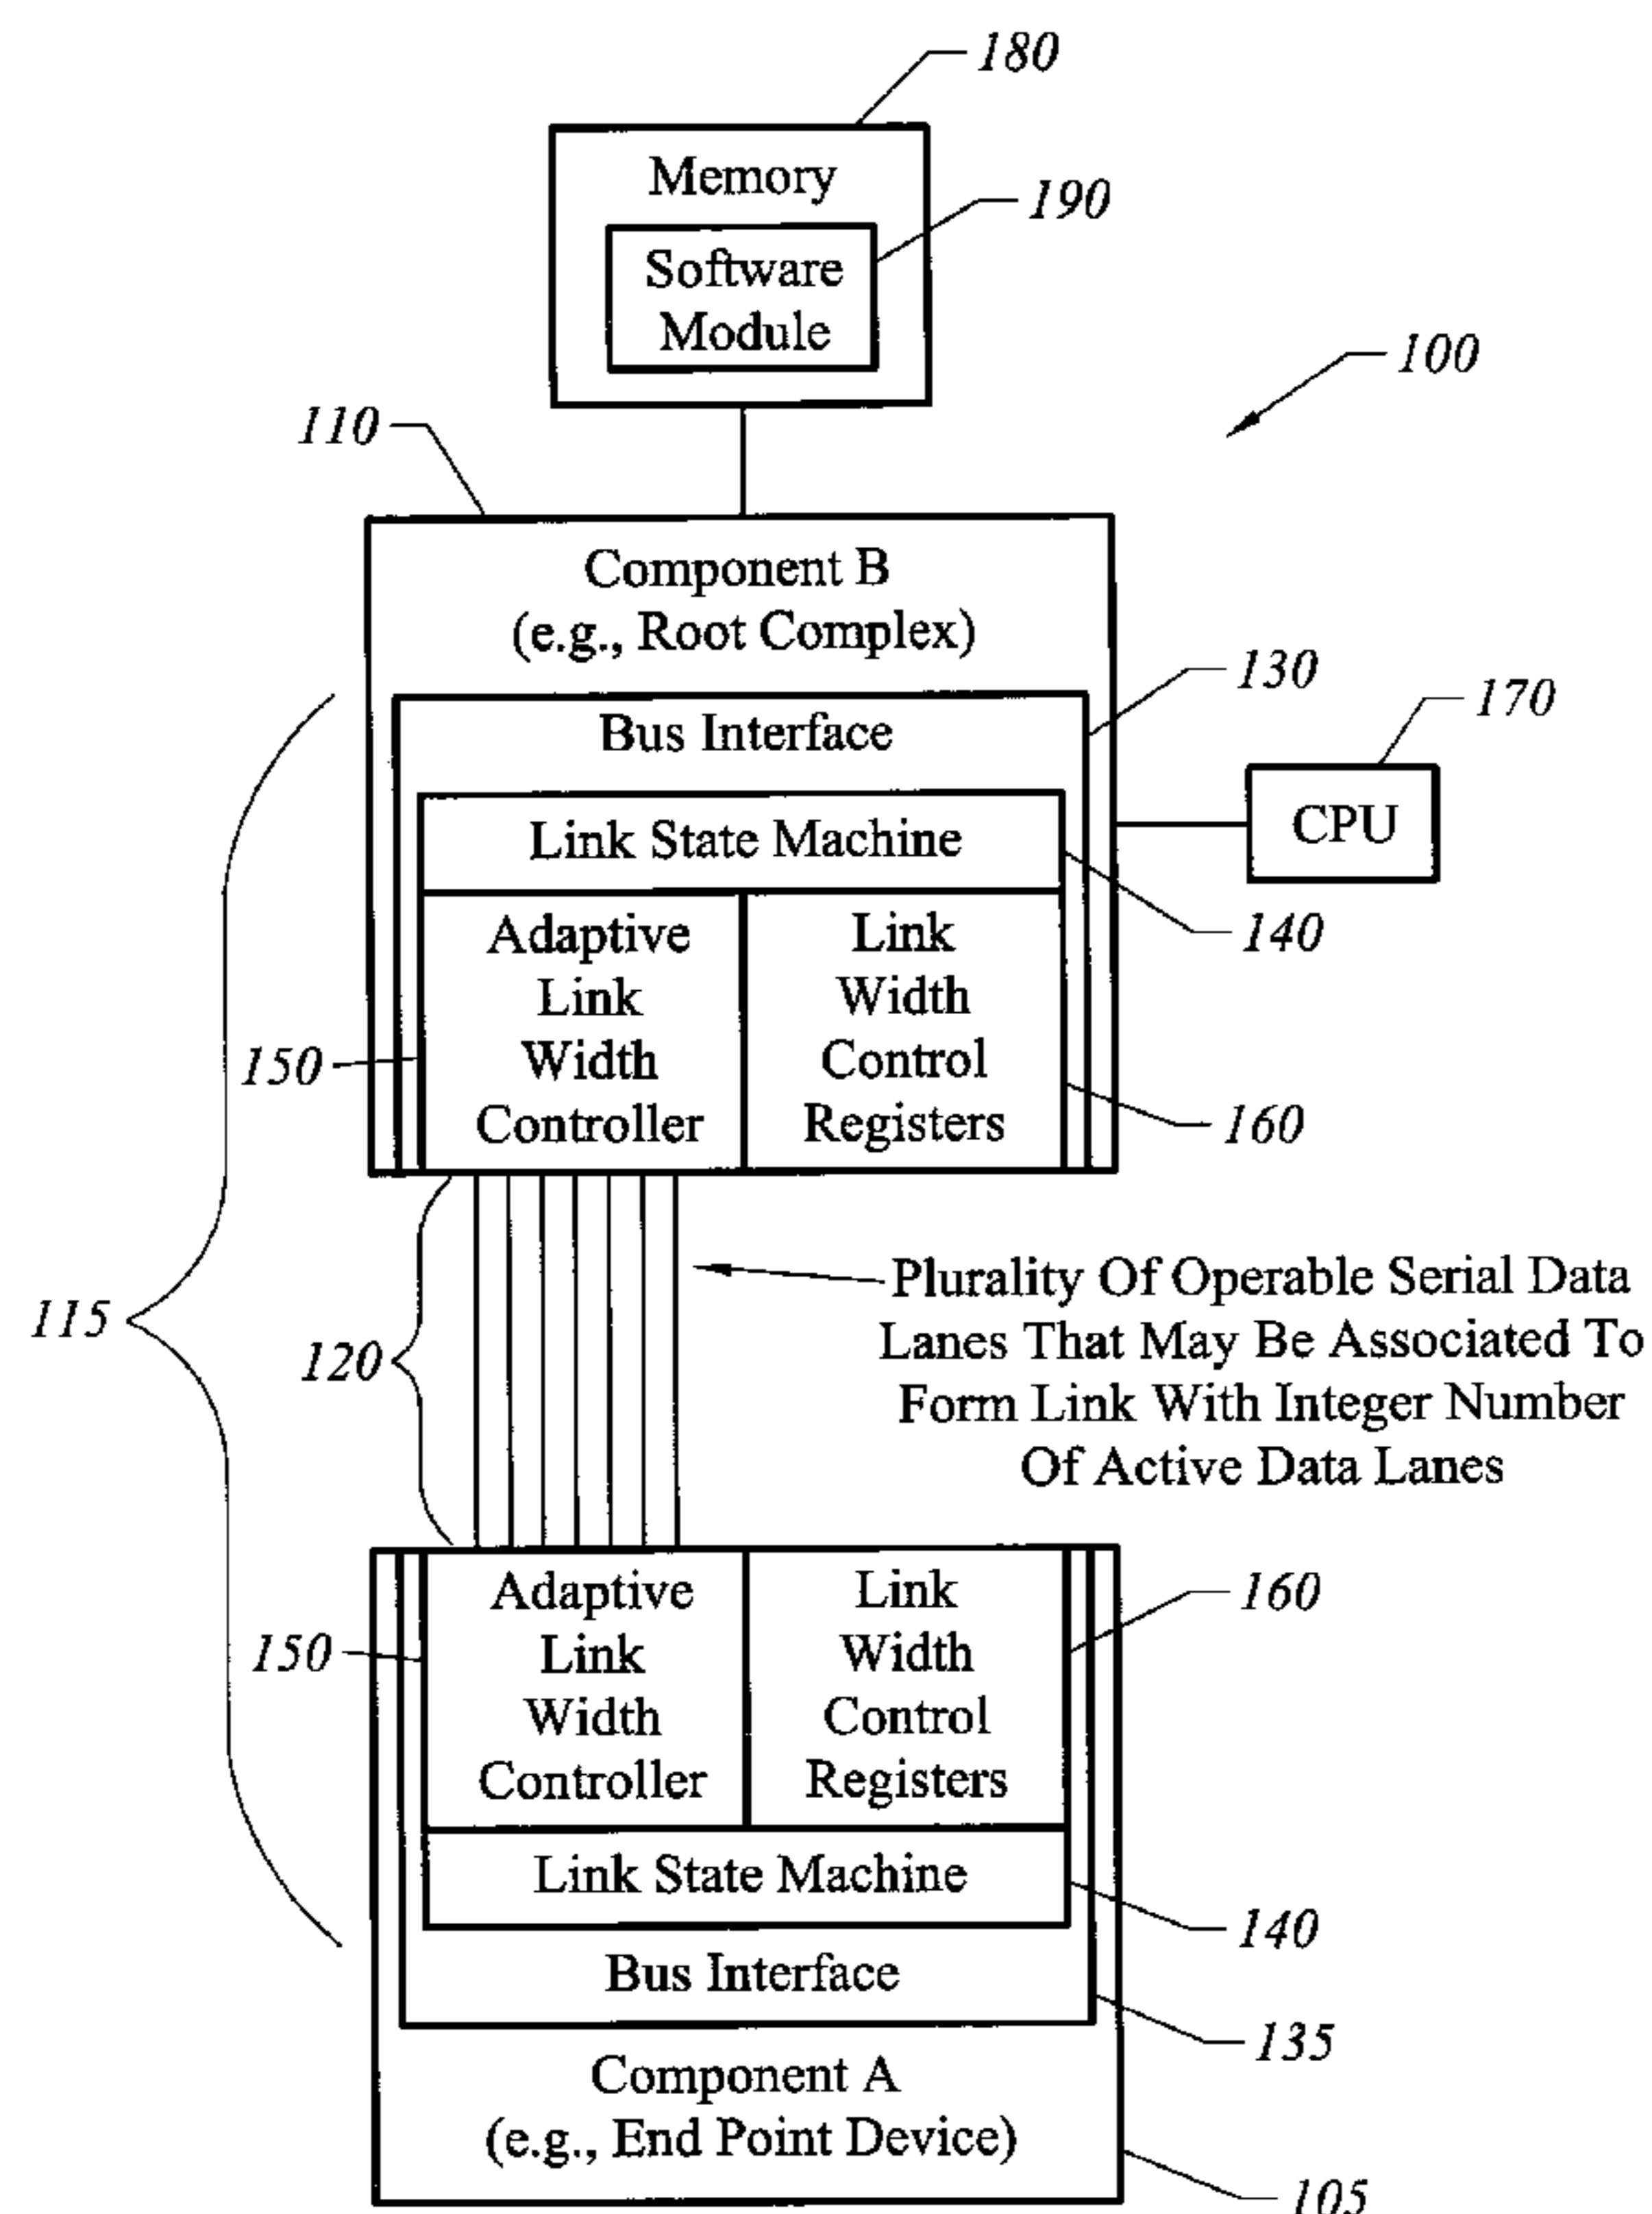 180
Memory
190
Software
Module
100
110
Component B
(e.g., Root Complex)
130
170
Bus Interface
CPU
Link State Machine
140
Adaptive
Link
Width
Controller
Link
Width
Control
Registers
150
160
Plurality Of Operable Serial Data
Lanes That May Be Associated To
Form Link With Integer Number
Of Active Data Lanes
115
120
Adaptive
Link
Width
Controller
Link
Width
Control
Registers
160
150
Link State Machine
140
Bus Interface
135
Component A
(e.g., End Point Device)
105